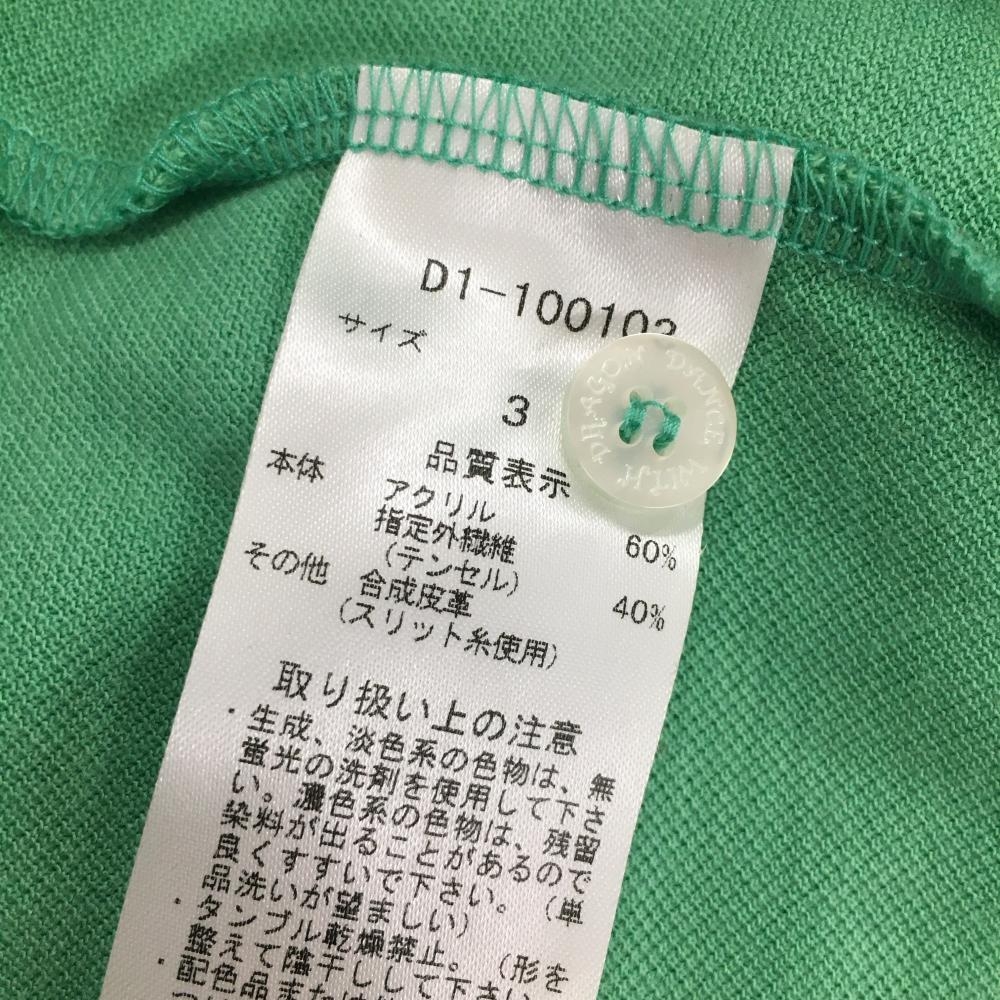 D1-100102
サイズ
3
DANCE WITH DRAGON
品質表示
本体
アクリル 60%
指定外繊維
(テンセル) 40%
その他 合成皮革
(スリット糸使用)
取り扱い上の注意
・生成、淡色系の色物は、無
蛍光の洗剤を使用して下さ
い。濃色系の色物は、残留
染料が出ることがあるので
良くすすいで下さい。(単
品洗いが望ましい)
・タンブル乾燥禁止。(形を
整えて陰干しして下さい
・配色品または